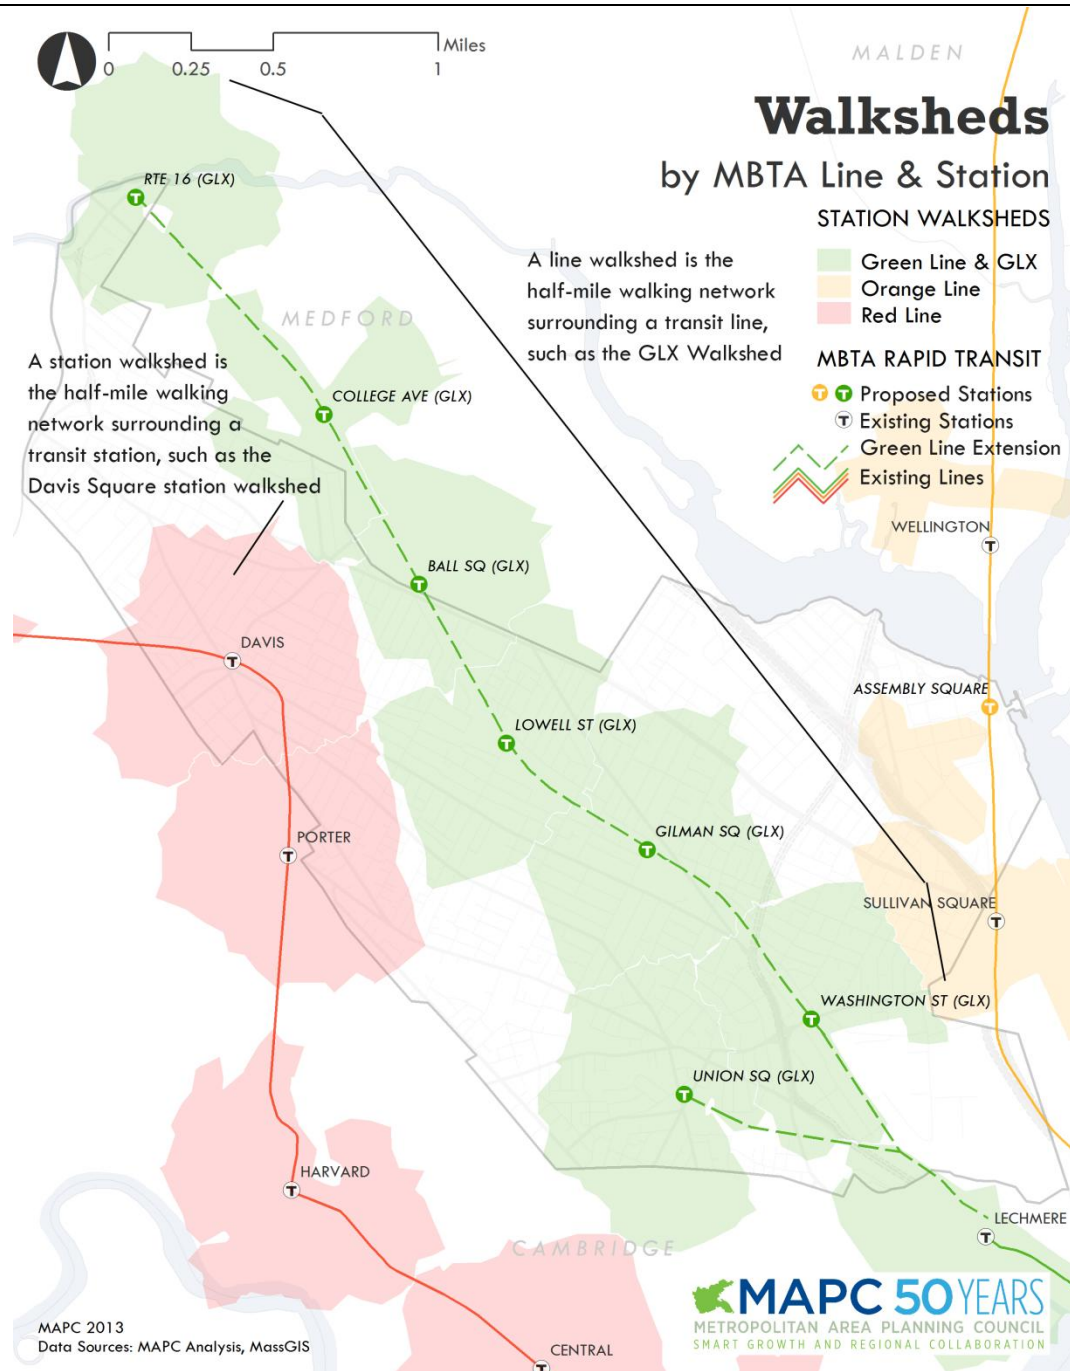 Miles
0 0.25 0.5 1
MALDEN
Walksheds
by MBTA Line & Station
STATION WALKSHEDS
Green Line & GLX
Orange Line
Red Line
MBTA RAPID TRANSIT
T T Proposed Stations
T Existing Stations
Green Line Extension
Existing Lines
A line walkshed is the
half-mile walking network
surrounding a transit line,
such as the GLX Walkshed
RTE 16 (GLX)
T
MEDFORD
A station walkshed is
the half-mile walking
network surrounding a
transit station, such as the
Davis Square station walkshed
COLLEGE AVE (GLX)
T
WELLINGTON
T
BALL SQ (GLX)
T
DAVIS
T
ASSEMBLY SQUARE
T
LOWELL ST (GLX)
T
PORTER
T
GILMAN SQ (GLX)
T
SULLIVAN SQUARE
T
WASHINGTON ST (GLX)
T
UNION SQ (GLX)
T
HARVARD
T
LECHMERE
T
CAMBRIDGE
CENTRAL
T
MAPC 50 YEARS
METROPOLITAN AREA PLANNING COUNCIL
SMART GROWTH AND REGIONAL COLLABORATION
MAPC 2013
Data Sources: MAPC Analysis, MassGIS